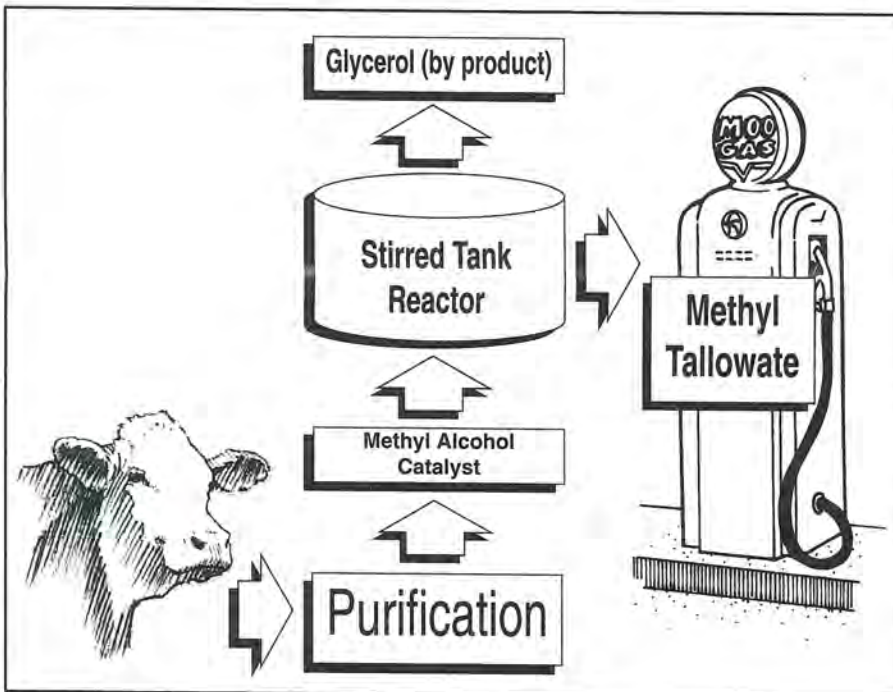 Glycerol (by product)
MOO
GAS
Stirred Tank
Reactor
Methyl
Tallowate
Methyl Alcohol
Catalyst
Purification